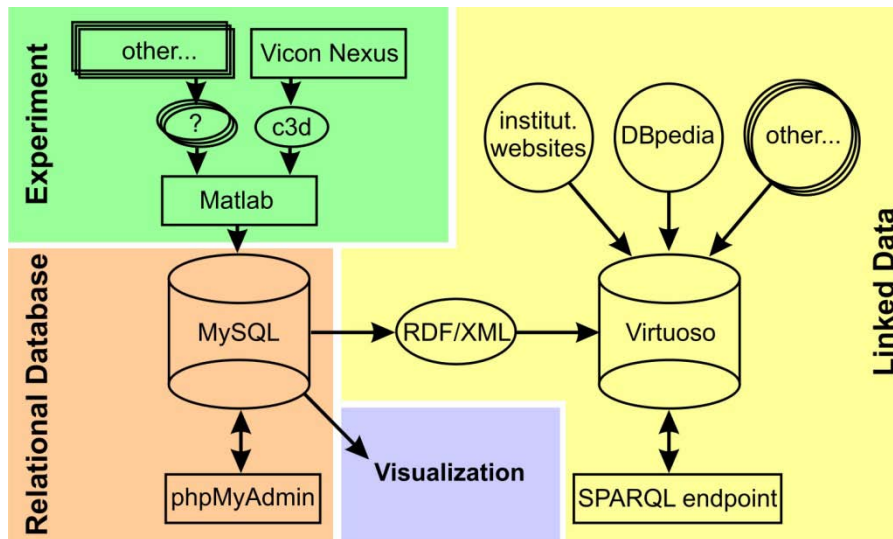 Experiment
other...
Vicon Nexus
?
c3d
Matlab
Relational Database
MySQL
phpMyAdmin
Visualization
Linked Data
institut.
websites
DBpedia
other...
RDF/XML
Virtuoso
SPARQL endpoint